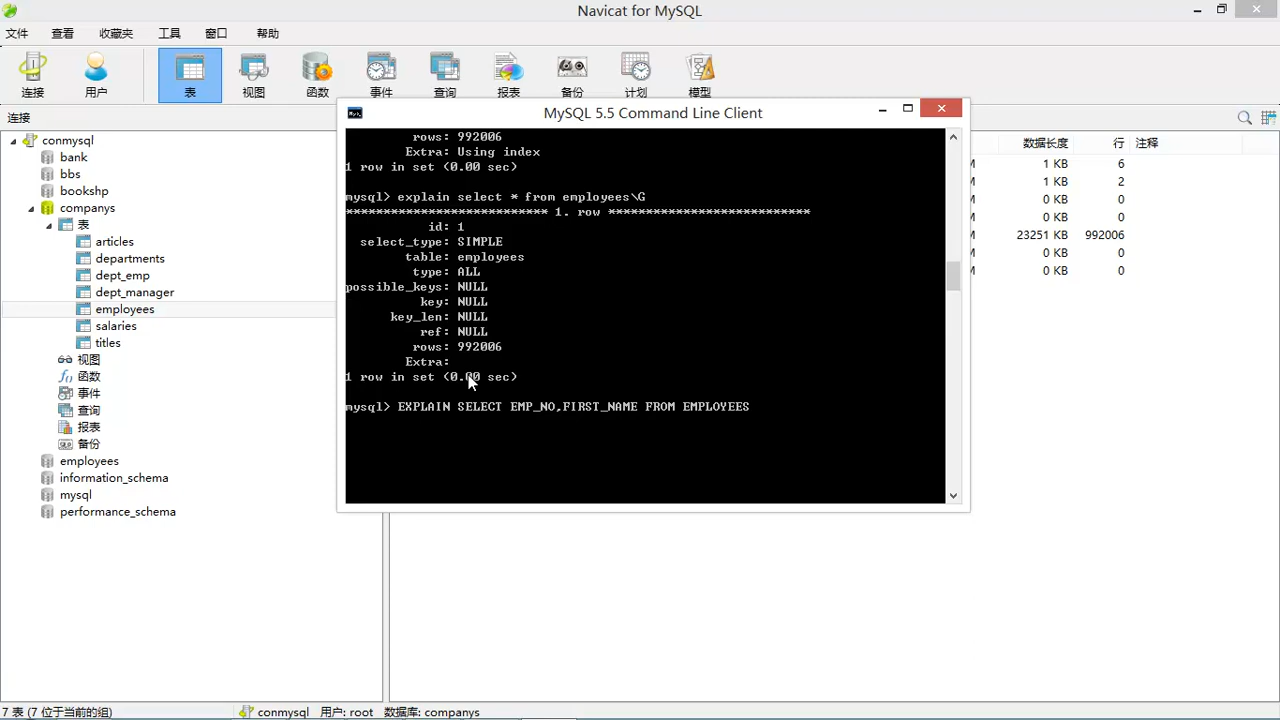 Navicat for MySQL
文件 查看 收藏夹 工具 窗口 帮助
连接 用户 表 视图 函数 事件 查询 报表 备份 计划 模型
连接
MySQL 5.5 Command Line Client
conmysql
bank
bbs
bookshp
companys
表
articles
departments
dept_emp
dept_manager
employees
salaries
titles
视图
函数
事件
查询
报表
备份
employees
information_schema
mysql
performance_schema
rows: 992006
Extra: Using index
1 row in set (0.00 sec)
mysql> explain select * from employees\G
*************************** 1. row ***************************
id: 1
select_type: SIMPLE
table: employees
type: ALL
possible_keys: NULL
key: NULL
key_len: NULL
ref: NULL
rows: 992006
Extra:
1 row in set (0.00 sec)
mysql> EXPLAIN SELECT EMP_NO,FIRST_NAME FROM EMPLOYEES
数据长度 行 注释
1 KB 6
1 KB 2
0 KB 0
0 KB 0
23251 KB 992006
0 KB 0
0 KB 0
7 表 (7 位于当前的组) conmysql 用户: root 数据库: companys